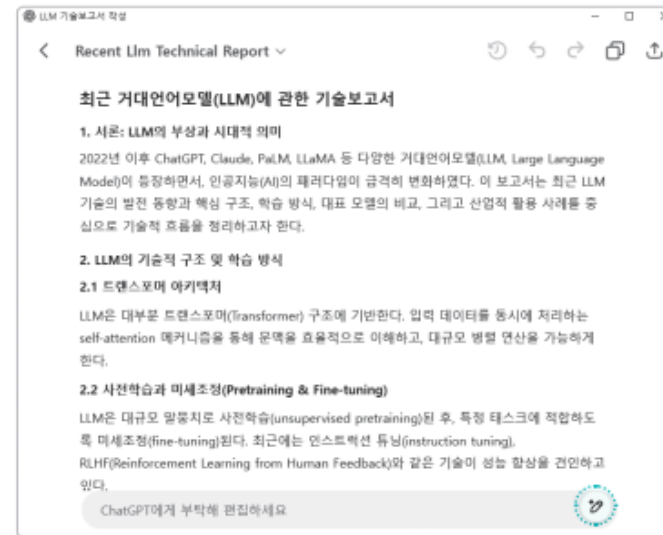 LLM 기술보고서 작성
Recent Llm Technical Report
최근 거대언어모델(LLM)에 관한 기술보고서
1. 서론: LLM의 부상과 시대적 의미
2022년 이후 ChatGPT, Claude, PaLM, LLaMA 등 다양한 거대언어모델(LLM, Large Language
Model)이 등장하면서, 인공지능(AI)의 패러다임이 급격히 변화하였다. 이 보고서는 최근 LLM
기술의 발전 동향과 핵심 구조, 학습 방식, 대표 모델의 비교, 그리고 산업적 활용 사례를 중
심으로 기술적 흐름을 정리하고자 한다.
2. LLM의 기술적 구조 및 학습 방식
2.1 트랜스포머 아키텍처
LLM은 대부분 트랜스포머(Transformer) 구조에 기반한다. 입력 데이터를 동시에 처리하는
self-attention 메커니즘을 통해 문맥을 효율적으로 이해하고, 대규모 병렬 연산을 가능하게
한다.
2.2 사전학습과 미세조정(Pretraining & Fine-tuning)
LLM은 대규모 말뭉치로 사전학습(unsupervised pretraining)된 후, 특정 태스크에 적합하도
록 미세조정(fine-tuning)된다. 최근에는 인스트럭션 튜닝(instruction tuning),
RLHF(Reinforcement Learning from Human Feedback)와 같은 기술이 성능 향상을 견인하고
있다.
ChatGPT에게 부탁해 편집하세요